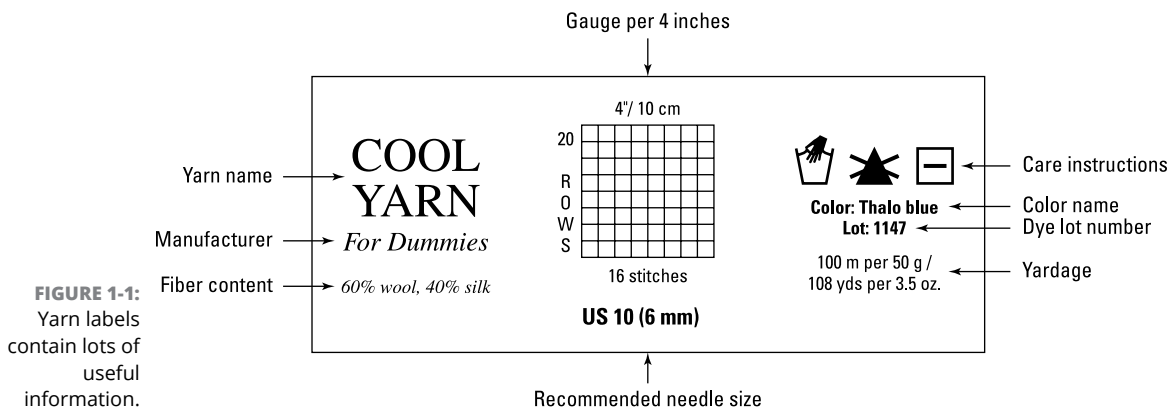 Gauge per 4 inches
4"/ 10 cm
20
R
O
W
S
16 stitches
US 10 (6 mm)
COOL
YARN
For Dummies
60% wool, 40% silk
Yarn name
Manufacturer
Fiber content
Color: Thalo blue
Lot: 1147
100 m per 50 g /
108 yds per 3.5 oz.
Care instructions
Color name
Dye lot number
Yardage
Recommended needle size
FIGURE 1-1:
Yarn labels
contain lots of
useful
information.